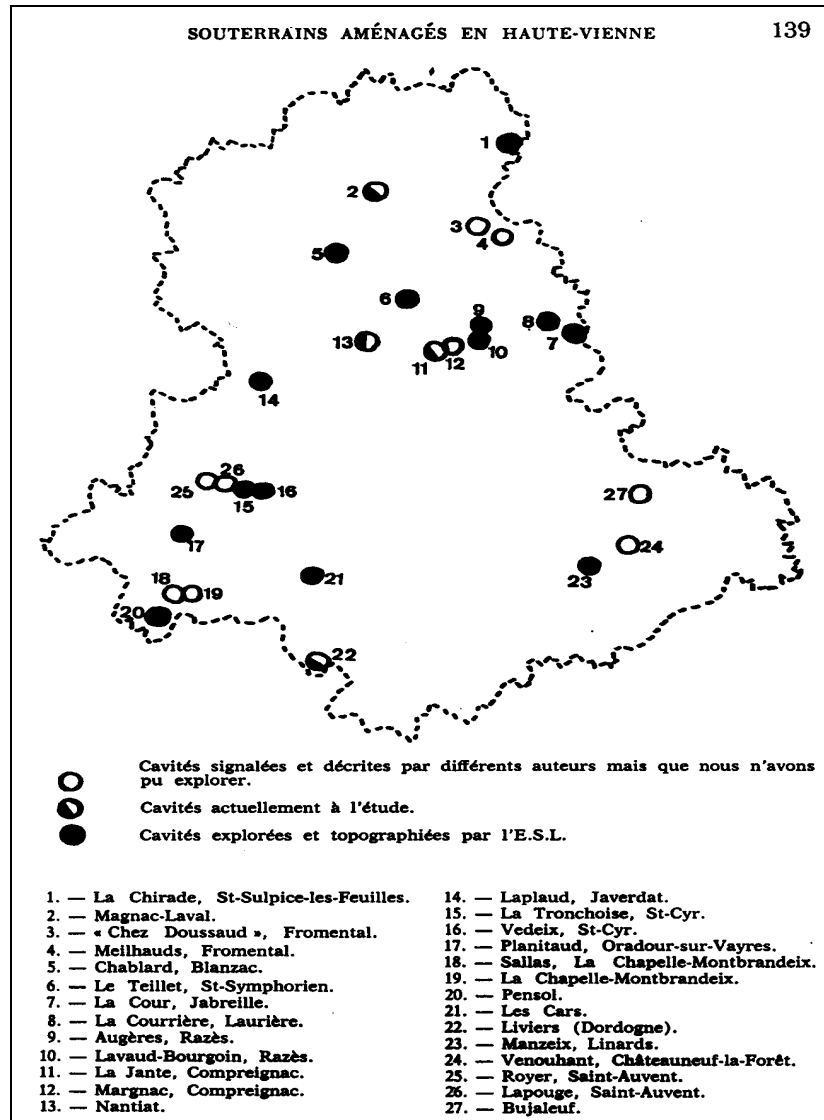 SOUTERRAINS AMÉNAGÉS EN HAUTE-VIENNE 139
1
2
3
4
5
6
9
8
7
13
10
12
11
14
26
25
15
16
27
17
24
23
21
18
19
20
22
Cavités signalées et décrites par différents auteurs mais que nous n'avons
pu explorer.
Cavités actuellement à l'étude.
Cavités explorées et topographiées par l'E.S.L.
1. — La Chirade, St-Sulpice-les-Feuilles.
2. — Magnac-Laval.
3. — « Chez Doussaud », Fromental.
4. — Meilhauds, Fromental.
5. — Chablard, Blanzac.
6. — Le Teillet, St-Symphorien.
7. — La Cour, Jabreille.
8. — La Courrière, Laurière.
9. — Augères, Razès.
10. — Lavaud-Bourgoin, Razès.
11. — La Jante, Compreignac.
12. — Margnac, Compreignac.
13. — Nantiat.
14. — Laplaud, Javerdat.
15. — La Tronchoise, St-Cyr.
16. — Vedeix, St-Cyr.
17. — Planitaud, Oradour-sur-Vayres.
18. — Sallas, La Chapelle-Montbrandeix.
19. — La Chapelle-Montbrandeix.
20. — Pensol.
21. — Les Cars.
22. — Liviers (Dordogne).
23. — Manzeix, Linards.
24. — Venouhant, Châteauneuf-la-Forêt.
25. — Royer, Saint-Auvent.
26. — Lapouge, Saint-Auvent.
27. — Bujaleuf.